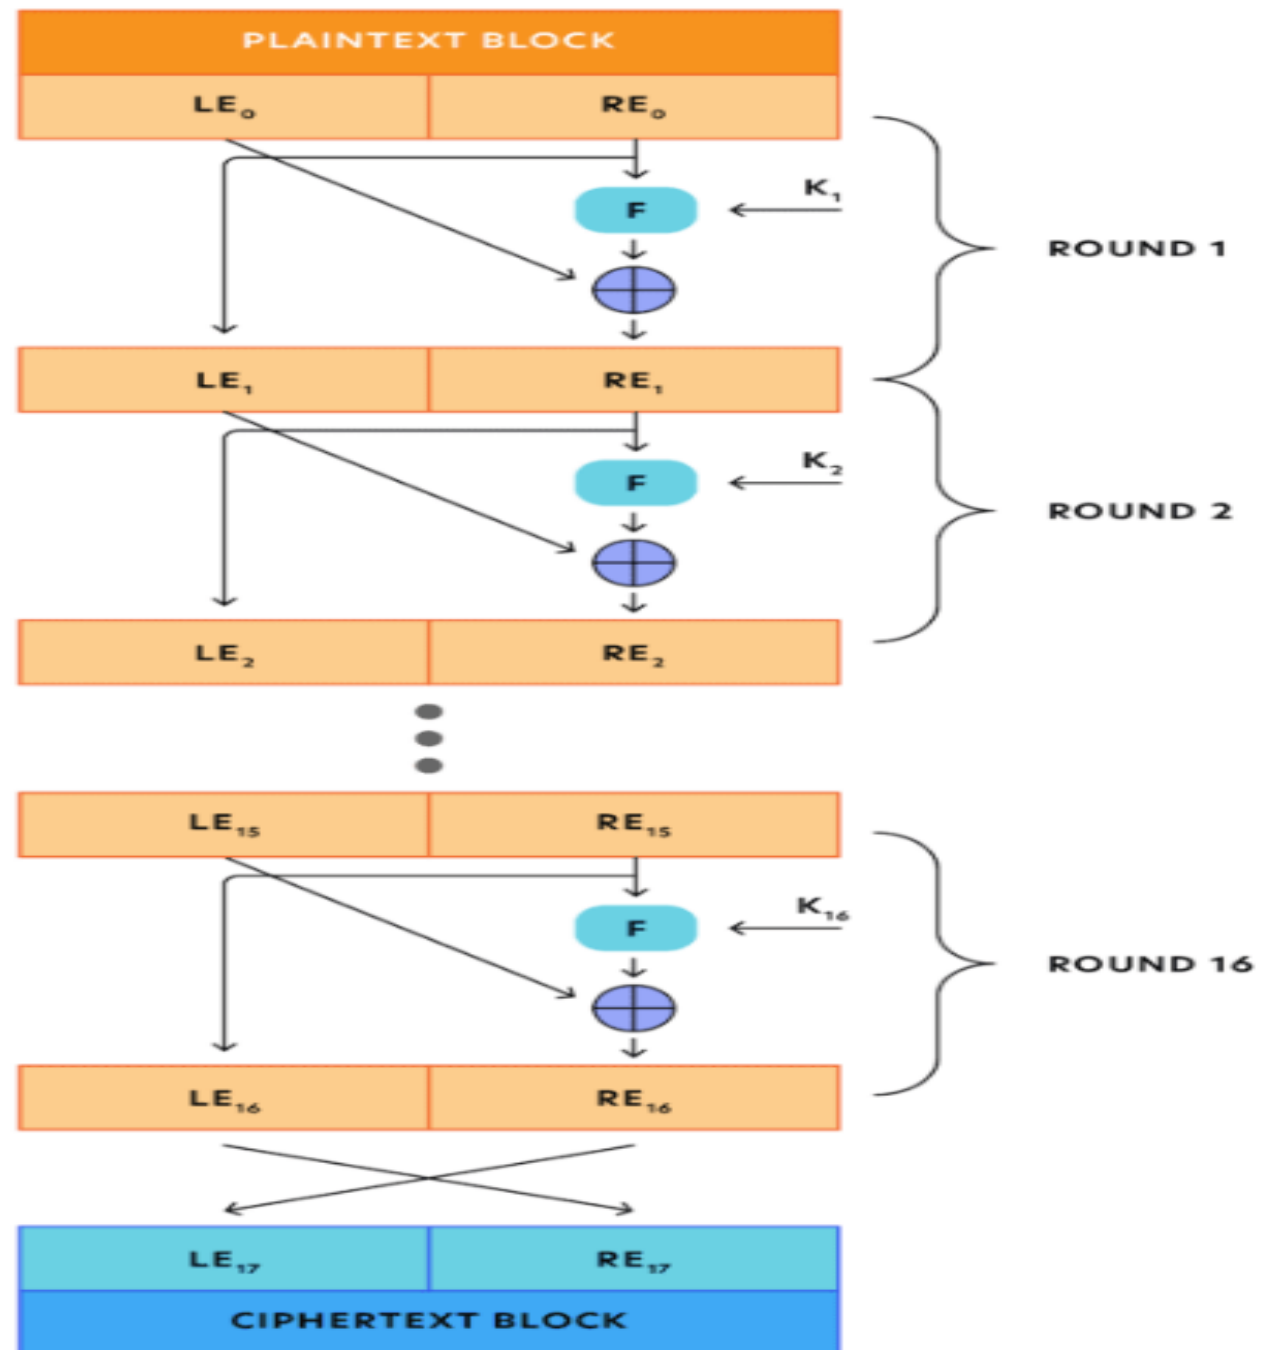 PLAINTEXT BLOCK
LE₀ RE₀
K₁
F
ROUND 1
LE₁ RE₁
K₂
F
ROUND 2
LE₂ RE₂
LE₁₅ RE₁₅
K₁₆
F
ROUND 16
LE₁₆ RE₁₆
LE₁₇ RE₁₇
CIPHERTEXT BLOCK